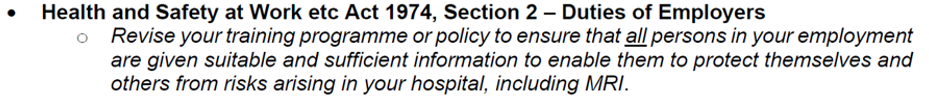 • Health and Safety at Work etc Act 1974, Section 2 – Duties of Employers
○ Revise your training programme or policy to ensure that all persons in your employment
are given suitable and sufficient information to enable them to protect themselves and
others from risks arising in your hospital, including MRI.